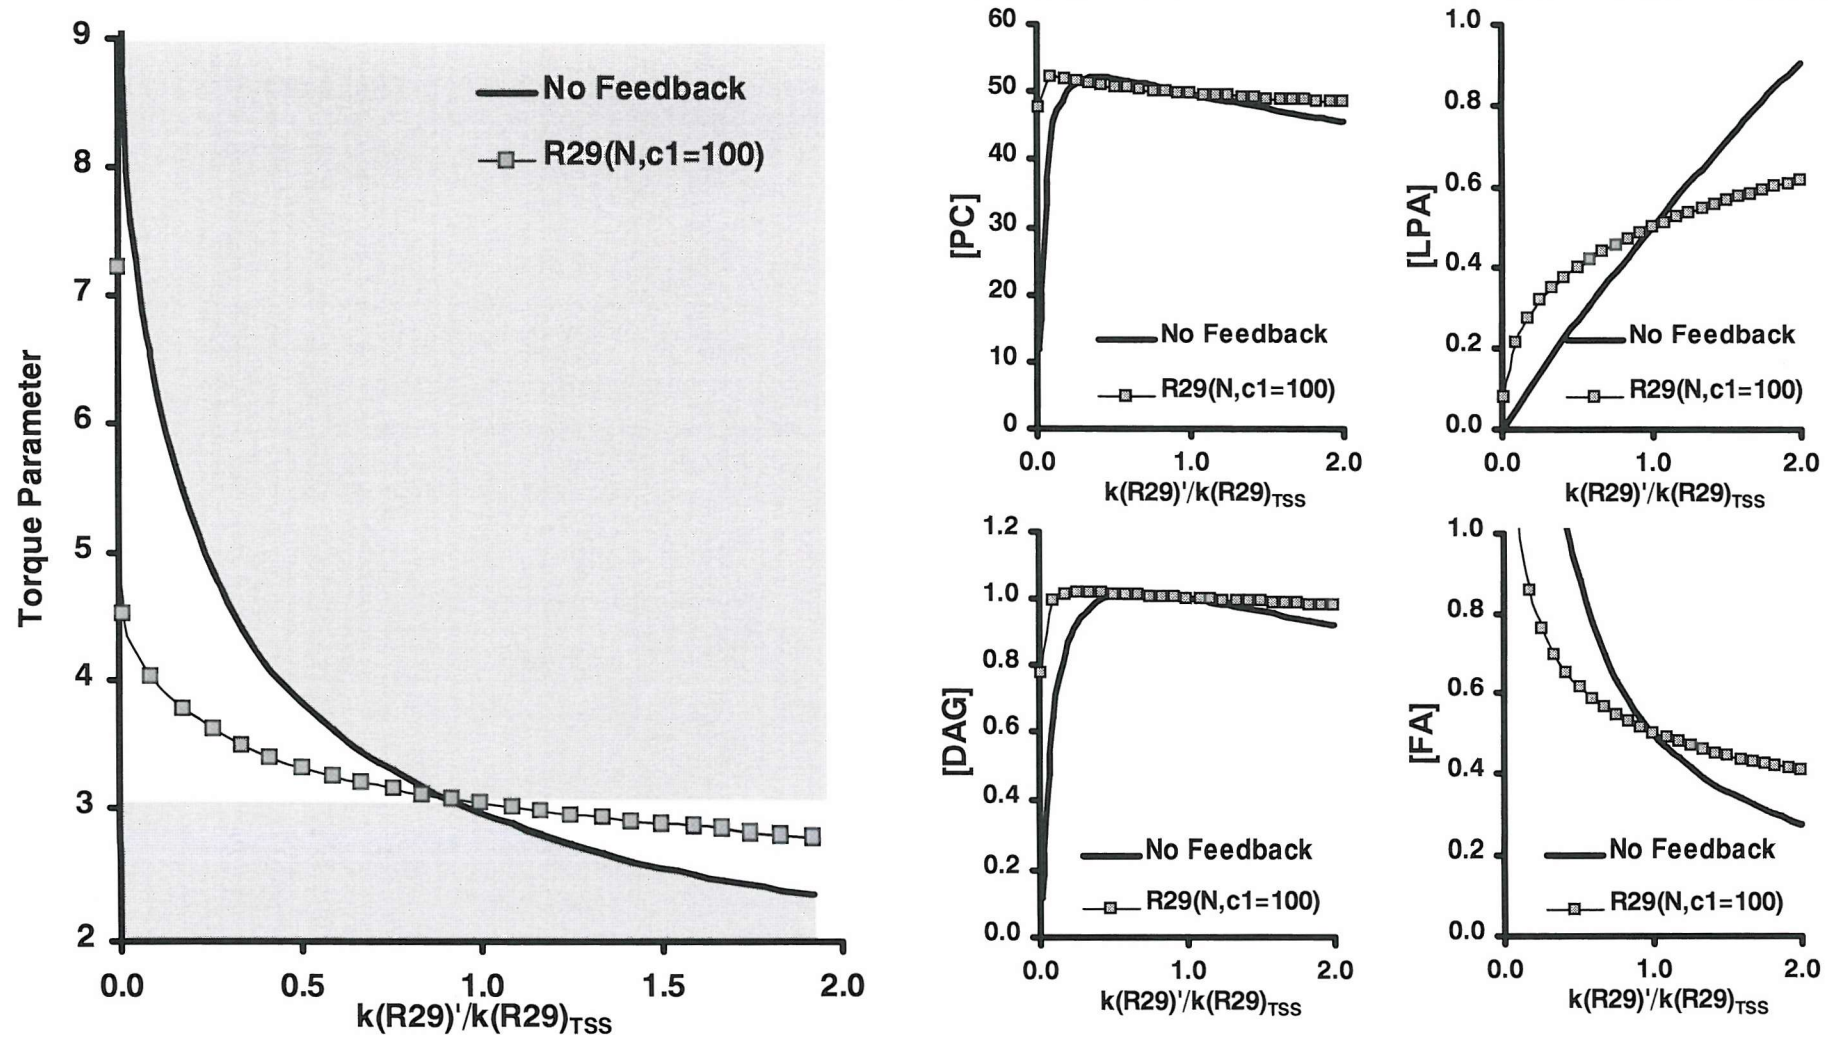 9
8
7
6
5
4
3
2
Torque Parameter
No Feedback
R29(N,c1=100)
0.0 0.5 1.0 1.5 2.0
k(R29)'/k(R29)TSS
60
50
40
30
20
10
0
[PC]
No Feedback
R29(N,c1=100)
0.0 1.0 2.0
k(R29)'/k(R29)TSS
1.0
0.8
0.6
0.4
0.2
0.0
[LPA]
No Feedback
R29(N,c1=100)
0.0 1.0 2.0
k(R29)'/k(R29)TSS
1.2
1.0
0.8
0.6
0.4
0.2
0.0
[DAG]
No Feedback
R29(N,c1=100)
0.0 1.0 2.0
k(R29)'/k(R29)TSS
1.0
0.8
0.6
0.4
0.2
0.0
[FA]
No Feedback
R29(N,c1=100)
0.0 1.0 2.0
k(R29)'/k(R29)TSS